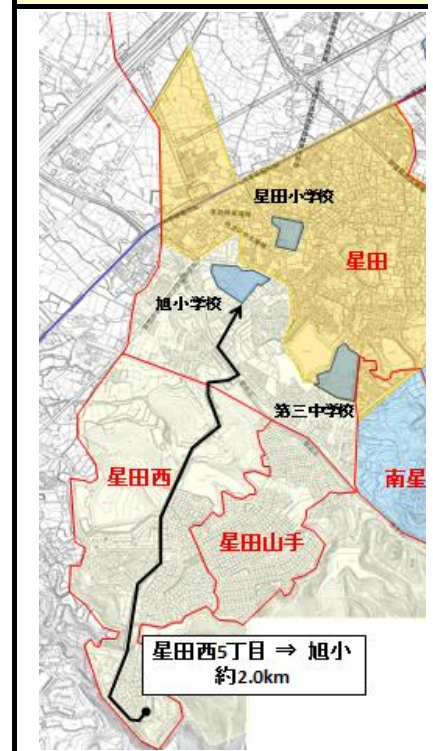 星田小学校
星田
旭小学校
第三中学校
星田西
南星
星田山手
星田西5丁目 ⇒ 旭小
約2.0km